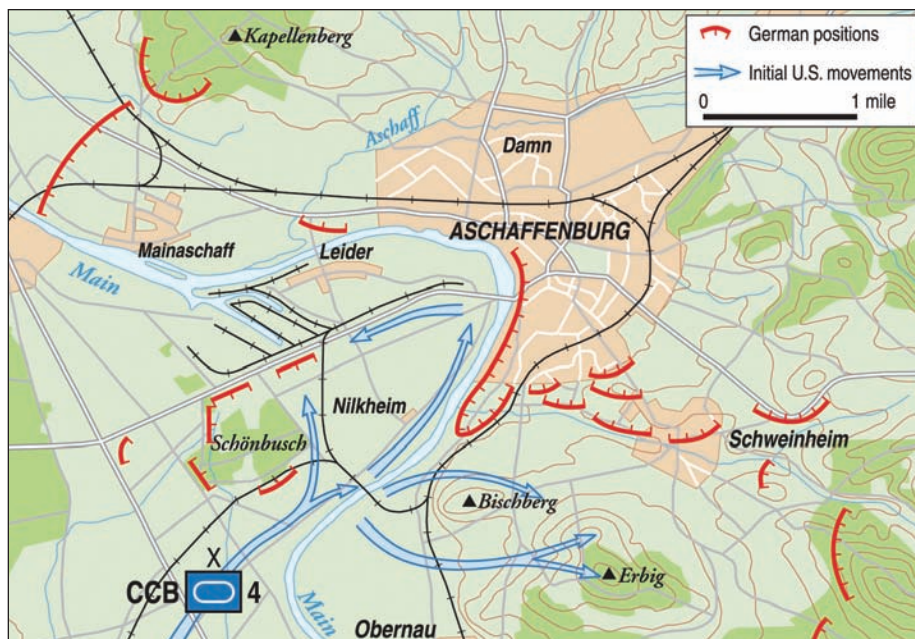 Kapellenberg
German positions
Initial U.S. movements
0 1 mile
Aschaff
Damn
ASCHAFFENBURG
Mainaschaff
Leider
Main
Nilkheim
Schönbusch
Schweinheim
Bischberg
X
CCB 4
Erbig
Main
Obernau